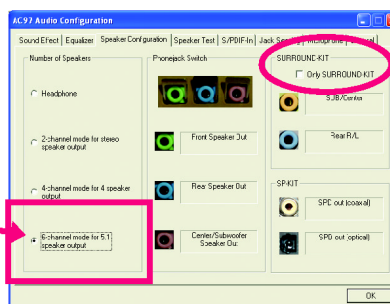 AC97 Audio Configuration
Sound Effect | Equalizer | Speaker Configuration | Speaker Test | S/PDIF-In | Jack
Number of Speakers
Headphone
2-channel mode for stereo
speaker output
4-channel mode for 4 speaker
output
6-channel mode for 5.1
speaker output
Phonejack Switch
Front Speaker Out
Rear Speaker Out
Center/Subwoofer
Speaker Out
SURROUND-KIT
Only SURROUND-KIT
SUB/Center
Rear R/L
SP-KIT
SPD out (coaxial)
SPD out (optical)
OK